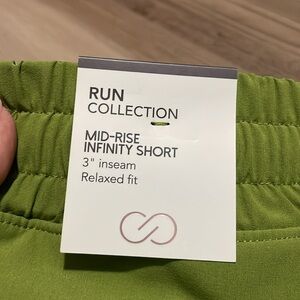 RUN
COLLECTION
MID-RISE
INFINITY SHORT
3" inseam
Relaxed fit